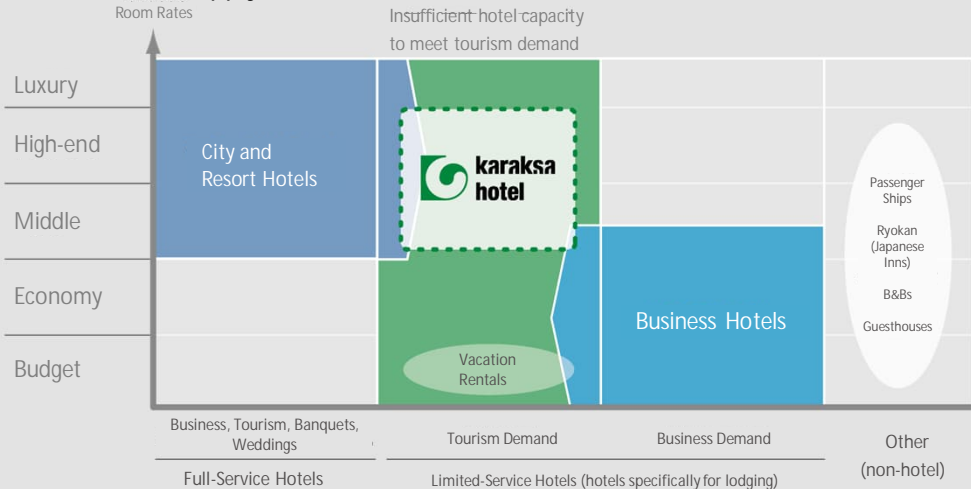 Room Rates
Insufficient hotel capacity
to meet tourism demand
Luxury
High-end
Middle
Economy
Budget
City and
Resort Hotels
karaksa
hotel
Business Hotels
Vacation
Rentals
Passenger
Ships
Ryokan
(Japanese
Inns)
B&Bs
Guesthouses
Business, Tourism, Banquets,
Weddings
Tourism Demand
Business Demand
Other
(non-hotel)
Full-Service Hotels
Limited-Service Hotels (hotels specifically for lodging)